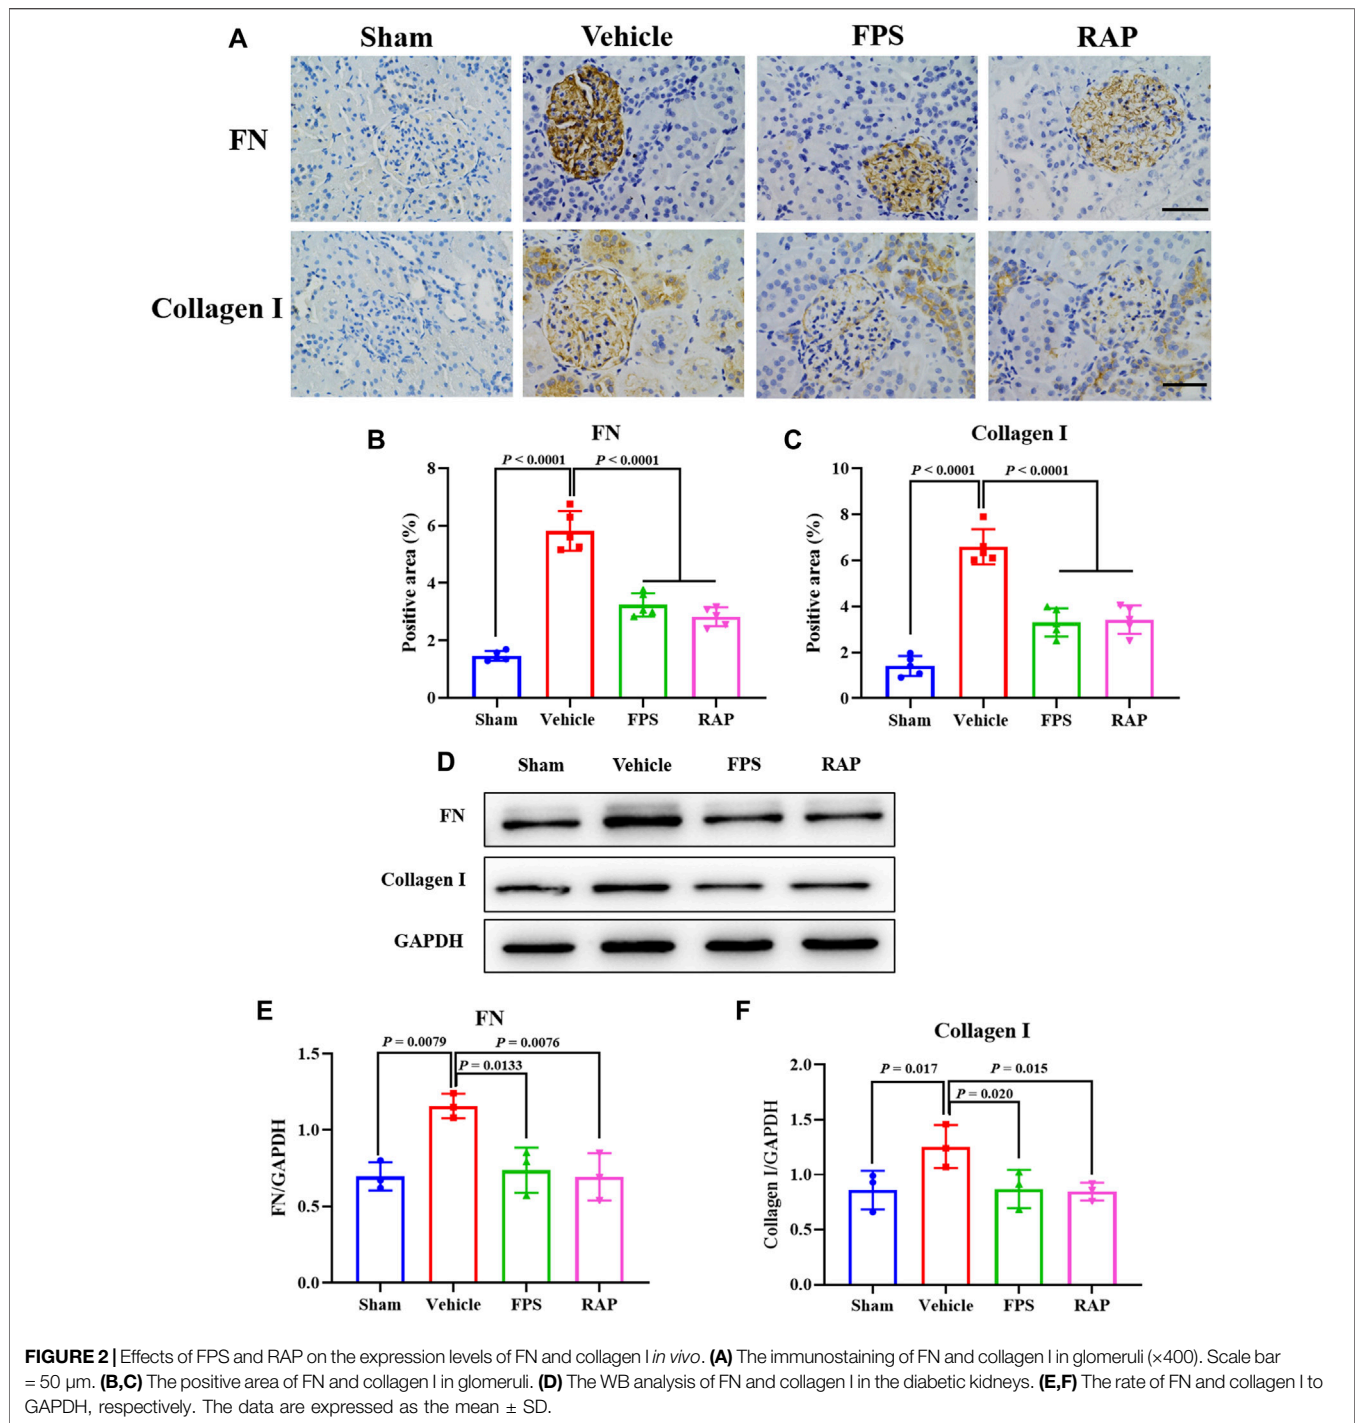 A
Sham Vehicle FPS RAP
FN
Collagen I
B
FN
P < 0.0001 P < 0.0001
Positive area (%)
8
6
4
2
0
Sham Vehicle FPS RAP
C
Collagen I
P < 0.0001 P < 0.0001
Positive area (%)
10
8
6
4
2
0
Sham Vehicle FPS RAP
D
Sham Vehicle FPS RAP
FN
Collagen I
GAPDH
E
FN
P = 0.0079 P = 0.0076
P = 0.0133
FN/GAPDH
1.5
1.0
0.5
0.0
Sham Vehicle FPS RAP
F
Collagen I
P = 0.017 P = 0.015
P = 0.020
Collagen I/GAPDH
2.0
1.5
1.0
0.5
0.0
Sham Vehicle FPS RAP
FIGURE 2 | Effects of FPS and RAP on the expression levels of FN and collagen I in vivo. (A) The immunostaining of FN and collagen I in glomeruli (×400). Scale bar
= 50 μm. (B,C) The positive area of FN and collagen I in glomeruli. (D) The WB analysis of FN and collagen I in the diabetic kidneys. (E,F) The rate of FN and collagen I to
GAPDH, respectively. The data are expressed as the mean ± SD.